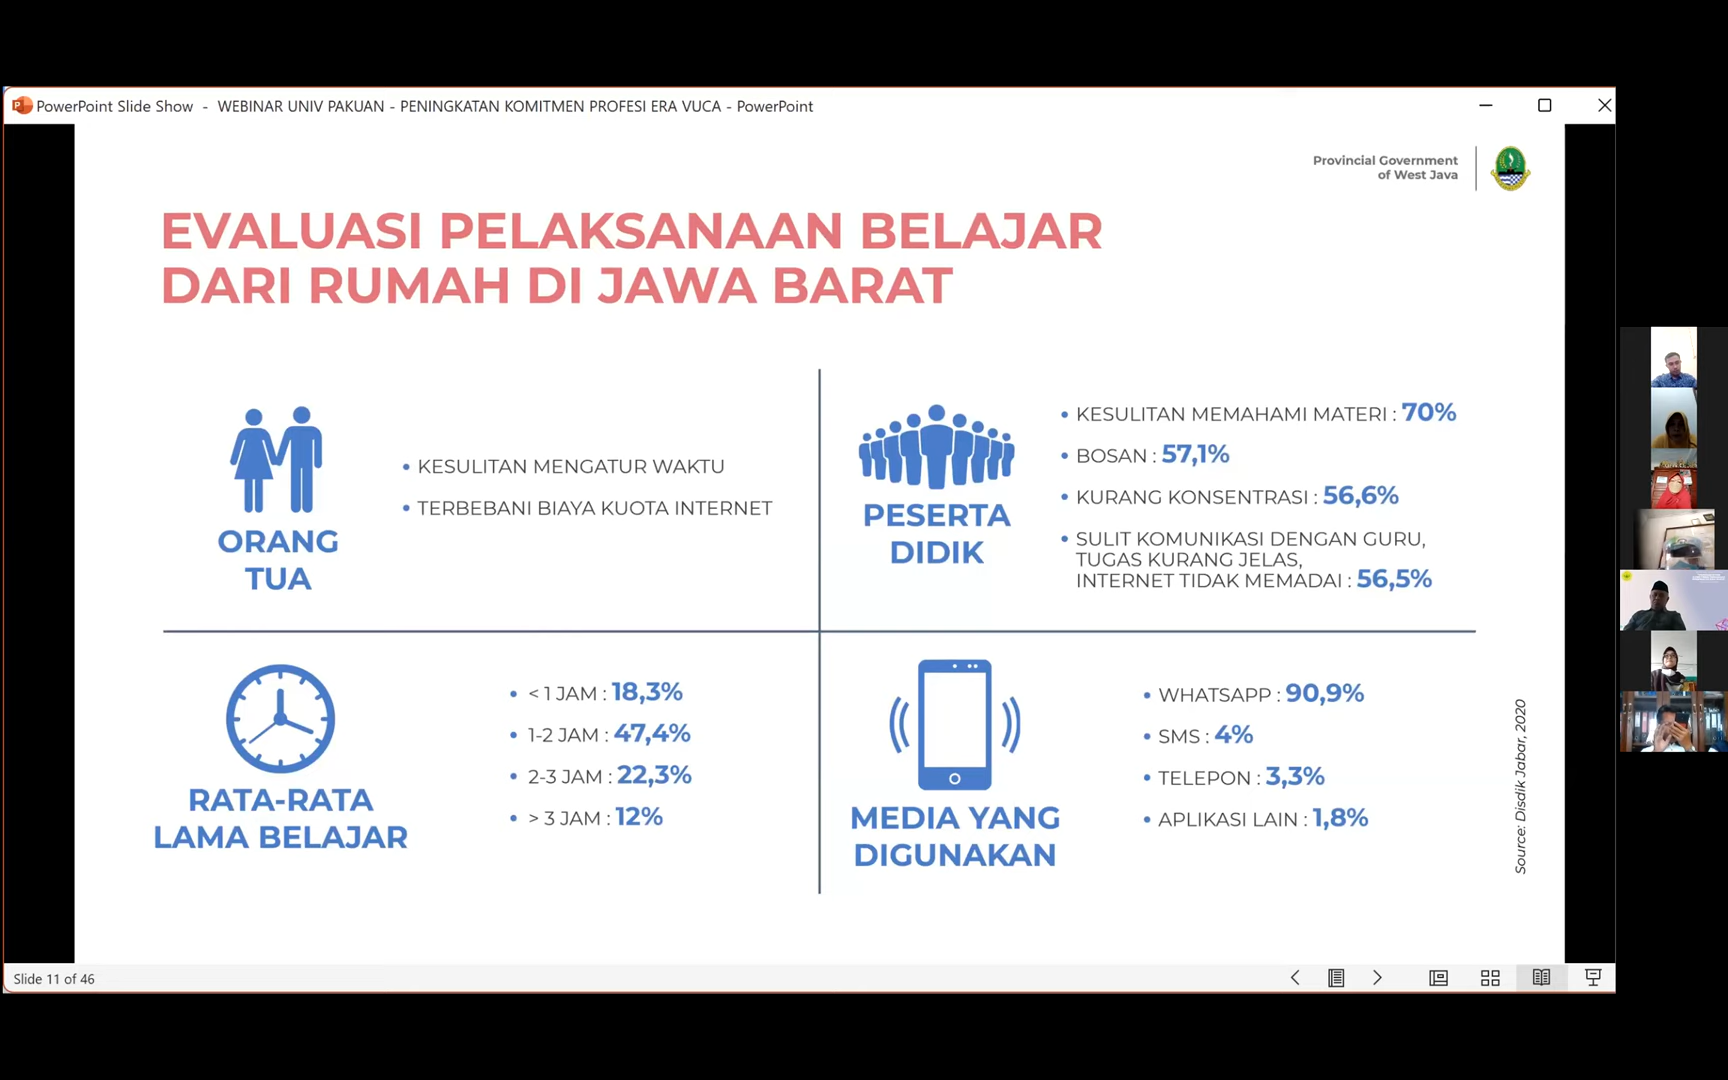 PowerPoint Slide Show - WEBINAR UNIV PAKUAN - PENINGKATAN KOMITMEN PROFESI ERA VUCA - PowerPoint
Provincial Government
of West Java
EVALUASI PELAKSANAAN BELAJAR
DARI RUMAH DI JAWA BARAT
ORANG
TUA
• KESULITAN MENGATUR WAKTU
• TERBEBANI BIAYA KUOTA INTERNET
PESERTA
DIDIK
• KESULITAN MEMAHAMI MATERI : 70%
• BOSAN : 57,1%
• KURANG KONSENTRASI : 56,6%
• SULIT KOMUNIKASI DENGAN GURU,
TUGAS KURANG JELAS,
INTERNET TIDAK MEMADAI : 56,5%
RATA-RATA
LAMA BELAJAR
• < 1 JAM : 18,3%
• 1-2 JAM : 47,4%
• 2-3 JAM : 22,3%
• > 3 JAM : 12%
MEDIA YANG
DIGUNAKAN
• WHATSAPP : 90,9%
• SMS : 4%
• TELEPON : 3,3%
• APLIKASI LAIN : 1,8%
Source: Disdik Jabar, 2020
Slide 11 of 46